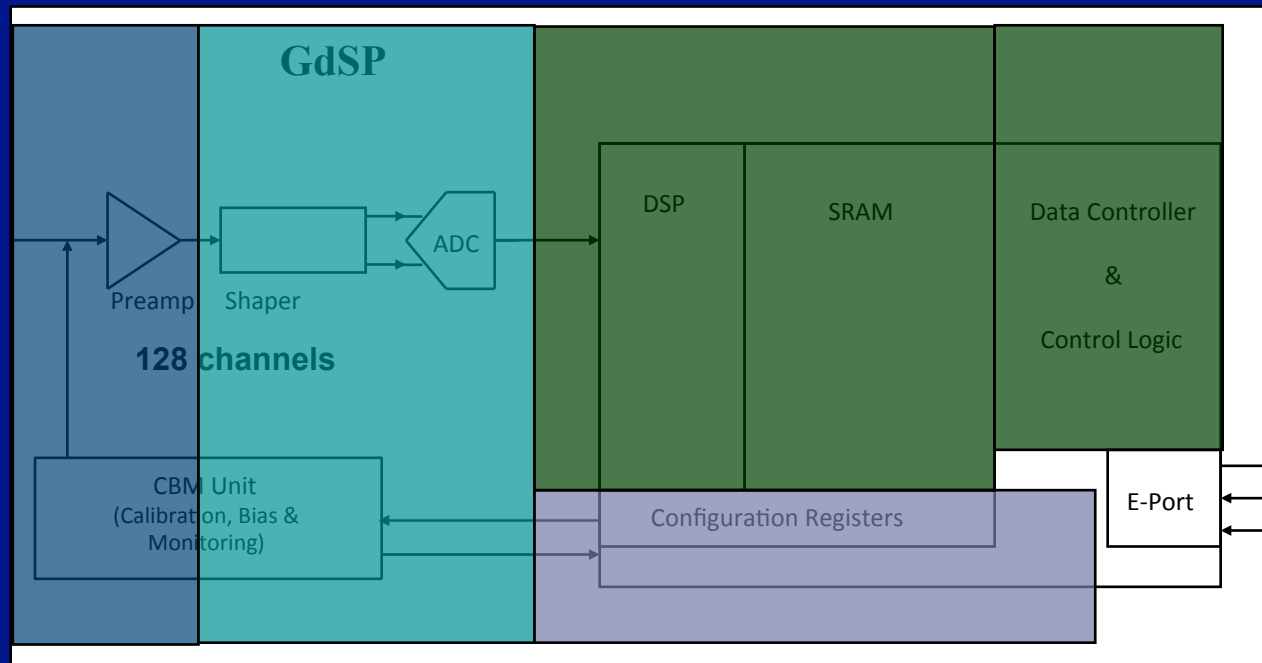 GdSP
DSP
SRAM
Data Controller
&
Control Logic
ADC
Preamp
Shaper
128 channels
CBM Unit
(Calibration, Bias &
Monitoring)
Configuration Registers
E-Port